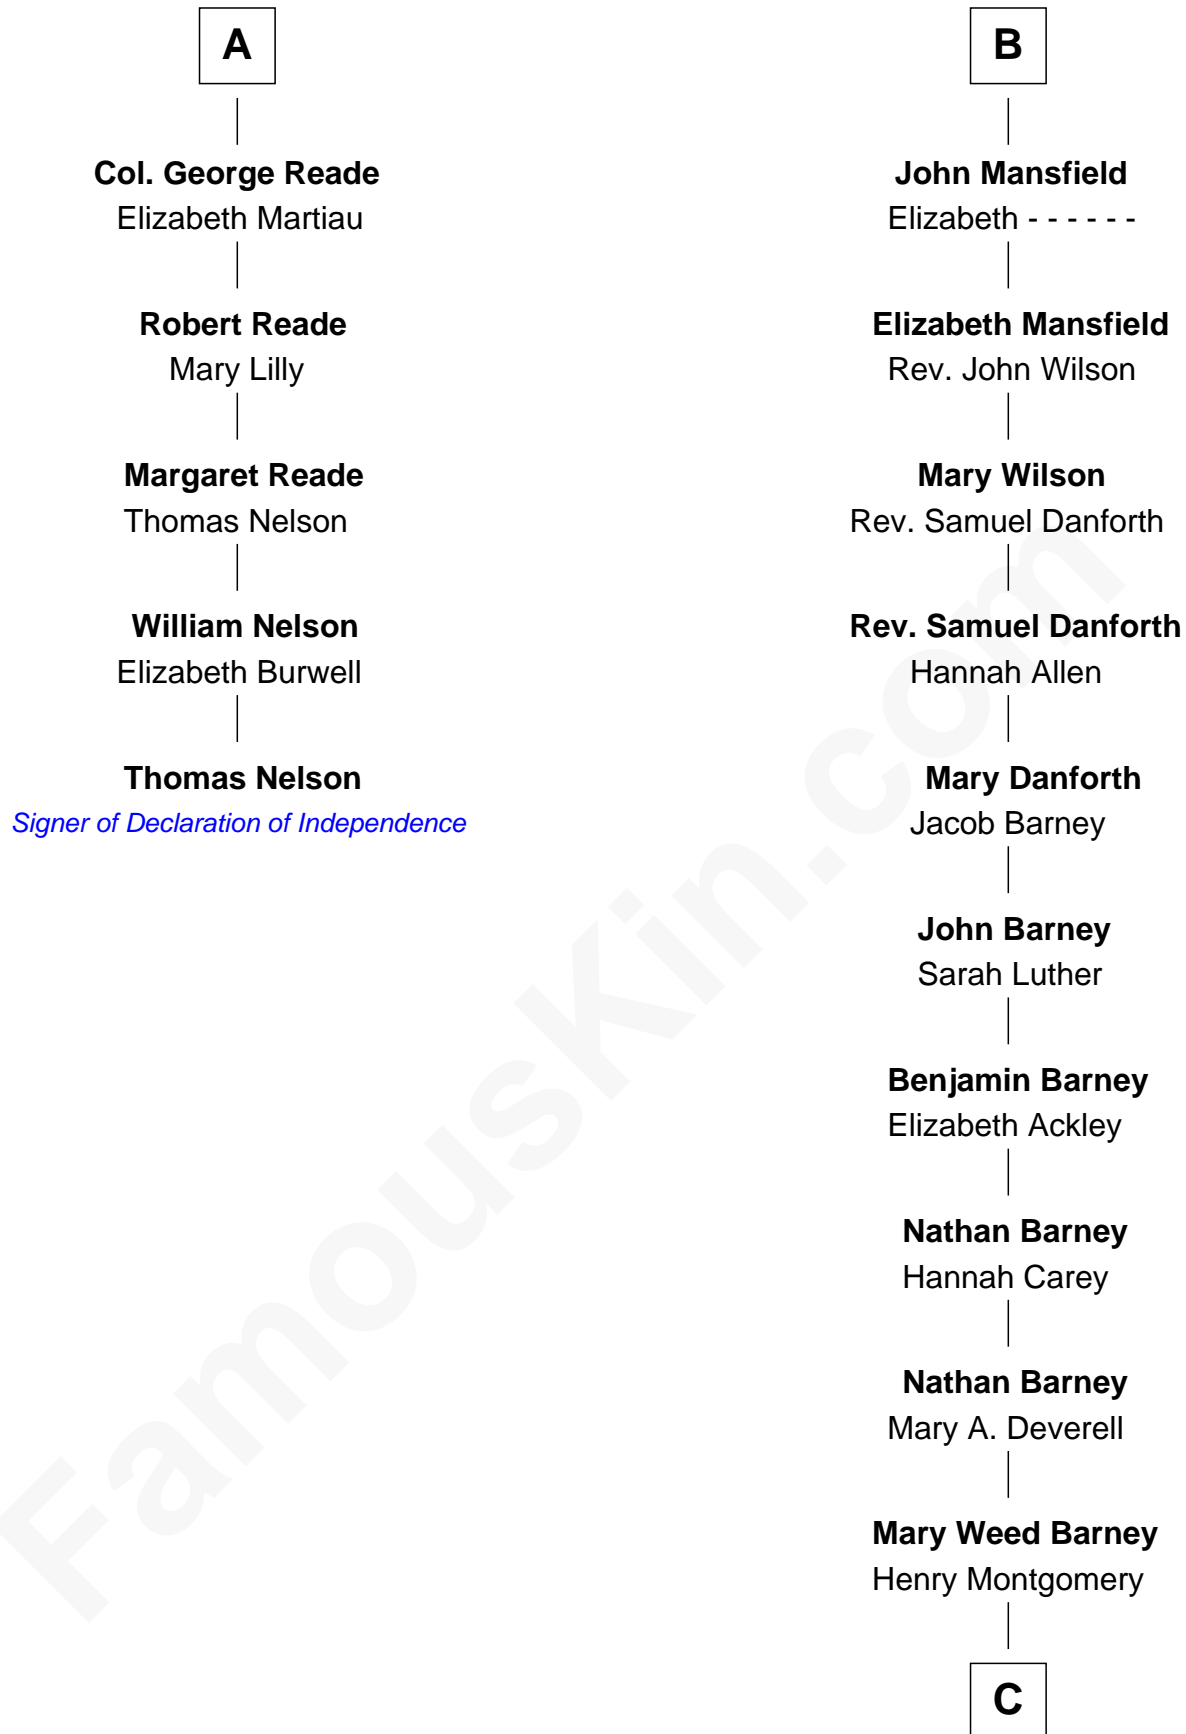 A
Col. George Reade
Elizabeth Martiau
Robert Reade
Mary Lilly
Margaret Reade
Thomas Nelson
William Nelson
Elizabeth Burwell
Thomas Nelson
Signer of Declaration of Independence
B
John Mansfield
Elizabeth - - - - - -
Elizabeth Mansfield
Rev. John Wilson
Mary Wilson
Rev. Samuel Danforth
Rev. Samuel Danforth
Hannah Allen
Mary Danforth
Jacob Barney
John Barney
Sarah Luther
Benjamin Barney
Elizabeth Ackley
Nathan Barney
Hannah Carey
Nathan Barney
Mary A. Deverell
Mary Weed Barney
Henry Montgomery
C
FamousKin.com